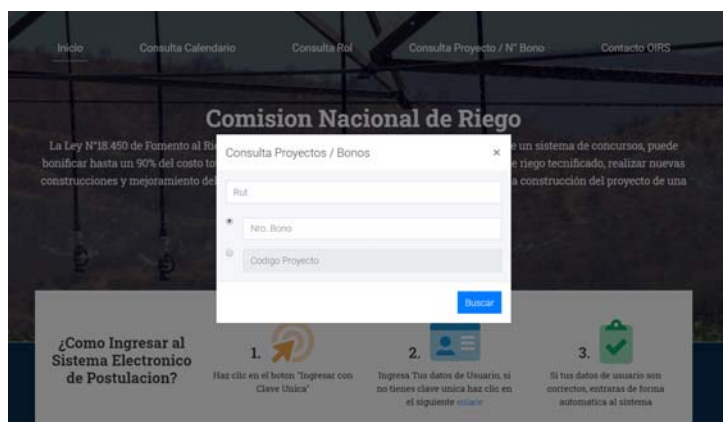 Inicio
Consulta Calendario
Consulta Rol
Consulta Proyecto / N° Bono
Contacto OIRS
Comision Nacional de Riego
La Ley N°18.450 de Fomento al e un sistema de concursos, puede
bonificar hasta un 90% del costo e riego tecnificado, realizar nuevas
construcciones y mejoramiento construcción del proyecto de una
Consulta Proyectos / Bonos ×
Rut
Nro. Bono
Codigo Proyecto
Buscar
¿Como Ingresar al
Sistema Electronico
de Postulacion?
1.
Haz clic en el boton "Ingresar con
Clave Unica"
2.
Ingresa Tus datos de Usuario, si
no tienes clave unica haz clic en
el siguiente enlace
3.
Si tus datos de usuario son
correctos, entraras de forma
automatica al sistema